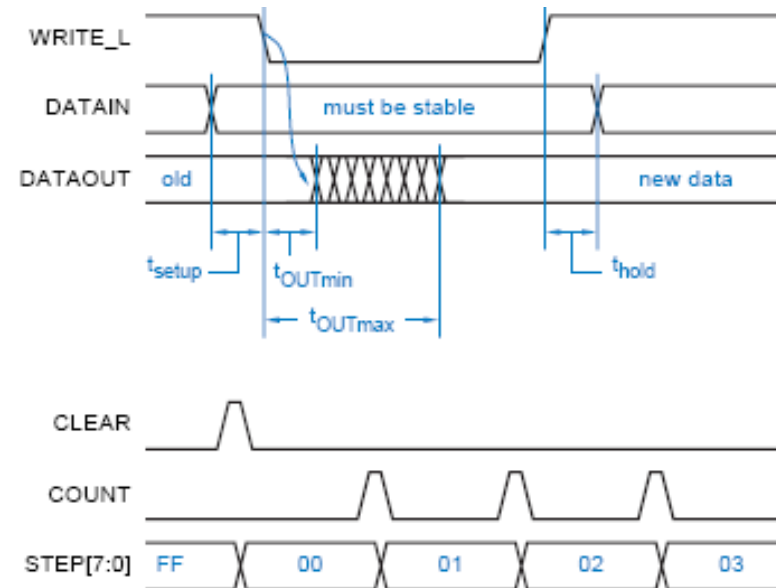 WRITE_L
DATAIN must be stable
DATAOUT old new data
tsetup tOUTmin thold
tOUTmax
CLEAR
COUNT
STEP[7:0] FF 00 01 02 03